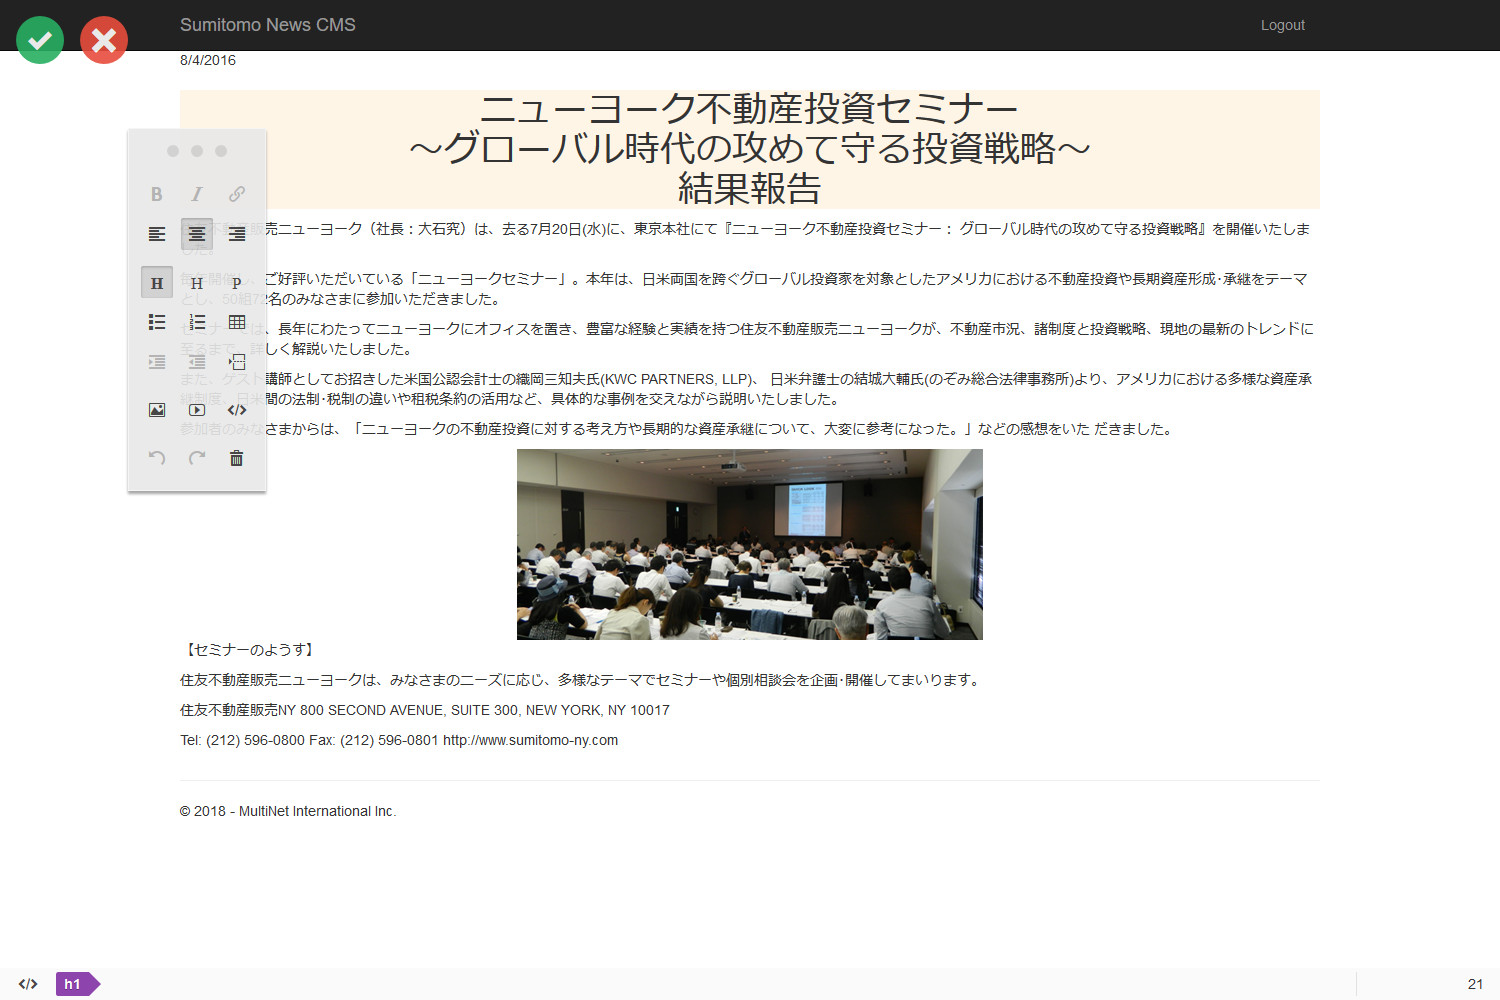 Sumitomo News CMS
Logout
8/4/2016
ニューヨーク不動産投資セミナー
～グローバル時代の攻めて守る投資戦略～
結果報告
住友不動産販売ニューヨーク（社長：大石究）は、去る7月20日(水)に、東京本社にて『ニューヨーク不動産投資セミナー： グローバル時代の攻めて守る投資戦略』を開催いたしま
した。
毎年開催し、ご好評いただいている「ニューヨークセミナー」。本年は、日米両国を跨ぐグローバル投資家を対象としたアメリカにおける不動産投資や長期資産形成･承継をテーマ
とし、50組72名のみなさまに参加いただきました。
セミナーでは、長年にわたってニューヨークにオフィスを置き、豊富な経験と実績を持つ住友不動産販売ニューヨークが、不動産市況、諸制度と投資戦略、現地の最新のトレンドに
至るまで、詳しく解説いたしました。
また、ゲスト講師としてお招きした米国公認会計士の織岡三知夫氏(KWC PARTNERS, LLP)、 日米弁護士の結城大輔氏(のぞみ総合法律事務所)より、アメリカにおける多様な資産承
継制度、日米間の法制･税制の違いや租税条約の活用など、具体的な事例を交えながら説明いたしました。
参加者のみなさまからは、「ニューヨークの不動産投資に対する考え方や長期的な資産承継について、大変に参考になった。」などの感想をいた だきました。
B I
H H P
【セミナーのようす】
住友不動産販売ニューヨークは、みなさまのニーズに応じ、多様なテーマでセミナーや個別相談会を企画･開催してまいります。
住友不動産販売NY 800 SECOND AVENUE, SUITE 300, NEW YORK, NY 10017
Tel: (212) 596-0800 Fax: (212) 596-0801 http://www.sumitomo-ny.com
© 2018 - MultiNet International Inc.
</> h1
21